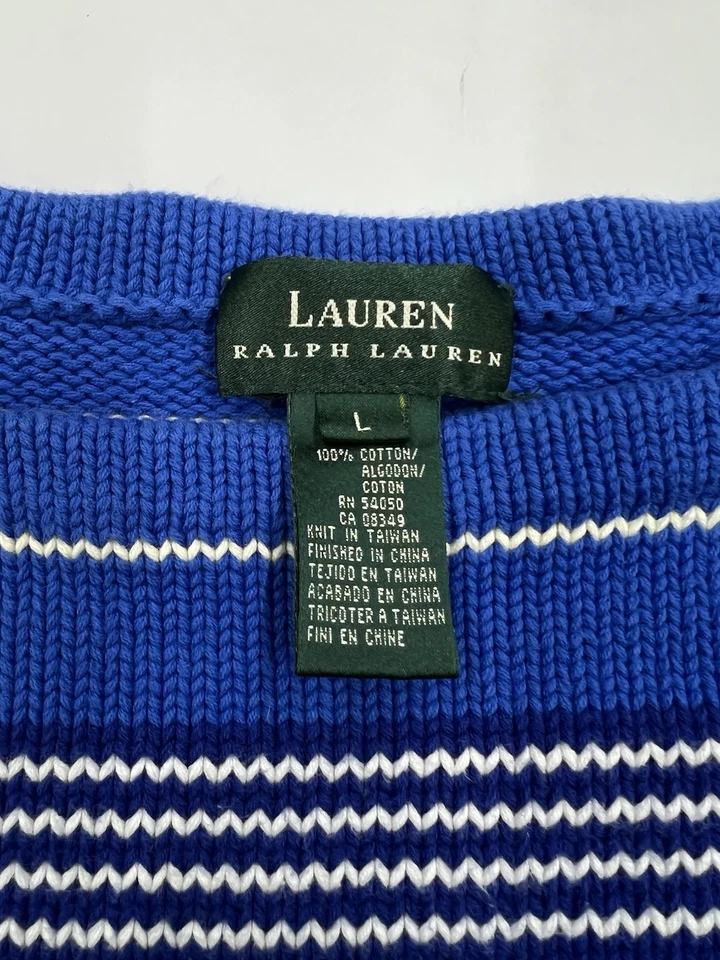 LAUREN
RALPH LAUREN
L
100% COTTON/
ALGODON/
COTON
RN 54050
CA 08349
KNIT IN TAIWAN
FINISHED IN CHINA
TEJIDO EN TAIWAN
ACABADO EN CHINA
TRICOTER A TAIWAN
FINI EN CHINE